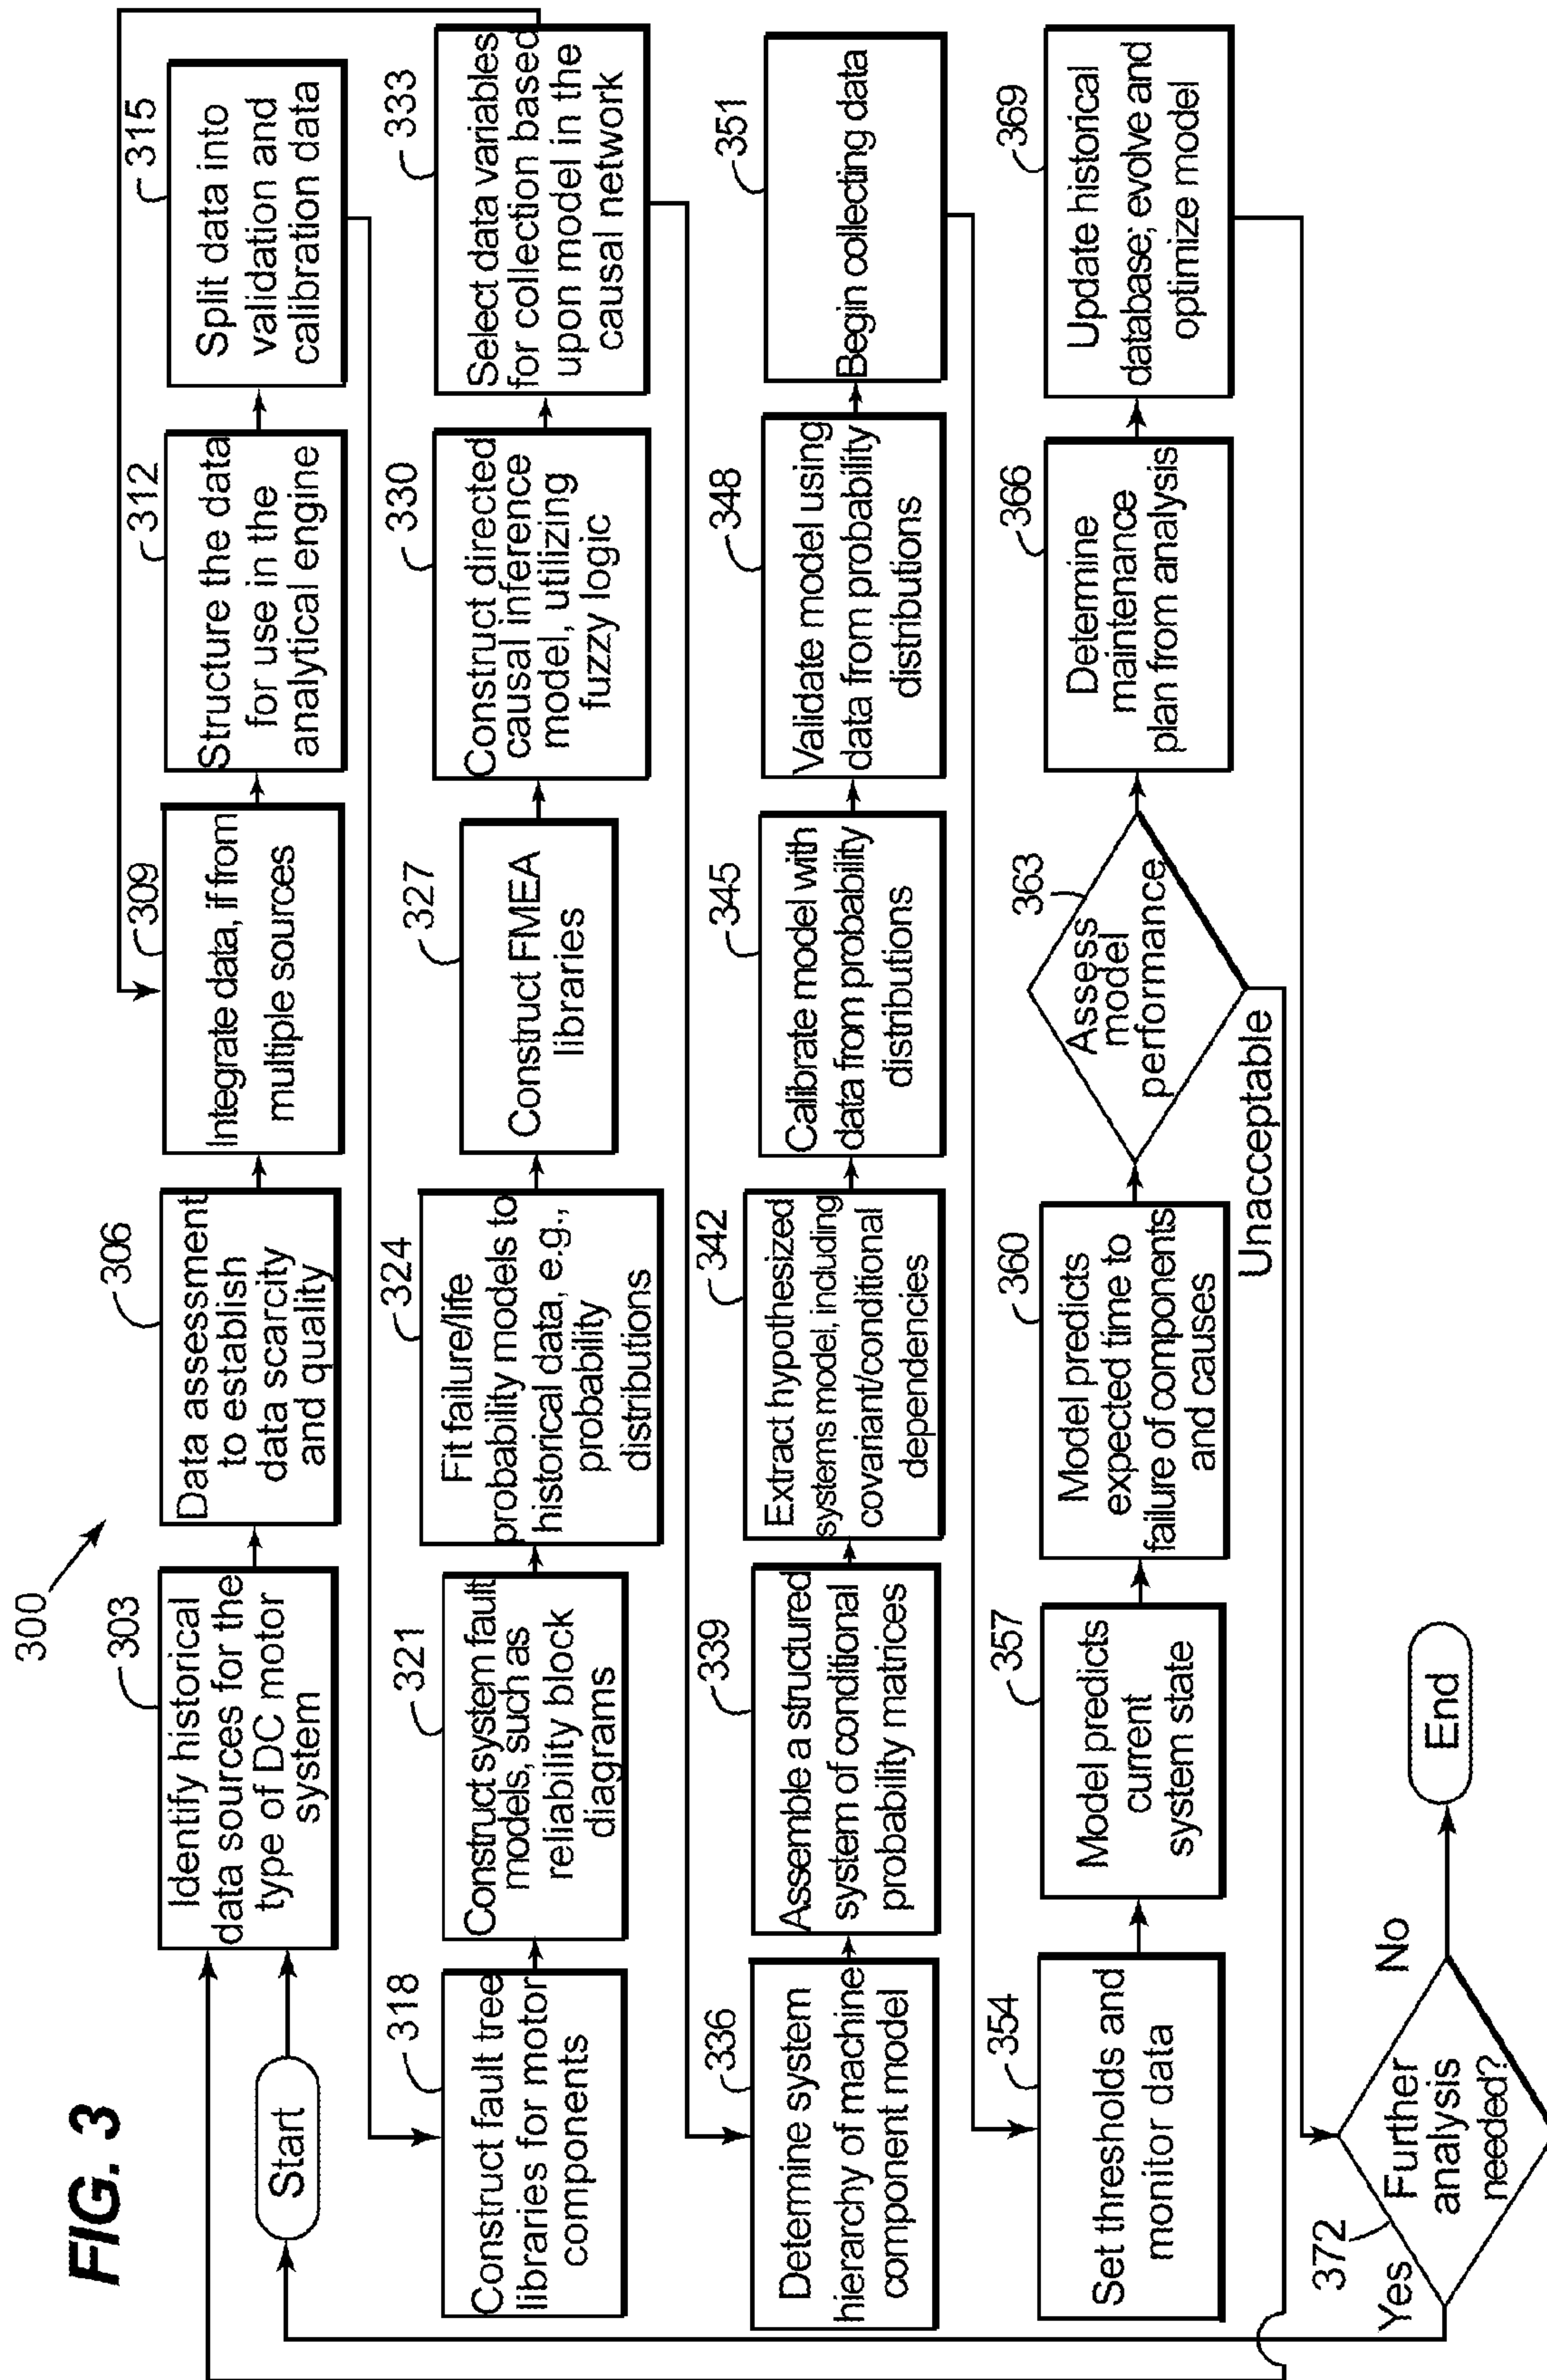 FIG. 3
300
Start
303
Identify historical
data sources for the
type of DC motor
system
306
Data assessment
to establish
data scarcity
and quality
309
Integrate data, if from
multiple sources
312
Structure the data
for use in the
analytical engine
315
Split data into
validation and
calibration data
318
Construct fault tree
libraries for motor
components
321
Construct system fault
models, such as
reliability block
diagrams
324
Fit failure/life
probability models to
historical data, e.g.,
probability
distributions
327
Construct FMEA
libraries
330
Construct directed
causal inference
model, utilizing
fuzzy logic
333
Select data variables
for collection based
upon model in the
causal network
336
Determine system
hierarchy of machine
component model
339
Assemble a structured
system of conditional
probability matrices
342
Extract hypothesized
systems model, including
covariant/conditional
dependencies
345
Calibrate model with
data from probability
distributions
348
Validate model using
data from probability
distributions
351
Begin collecting data
354
Set thresholds and
monitor data
357
Model predicts
current
system state
360
Model predicts
expected time to
failure of components
and causes
363
Assess
model
performance
Unacceptable
366
Determine
maintenance
plan from analysis
369
Update historical
database; evolve and
optimize model
372
Further
analysis
needed?
Yes
No
End